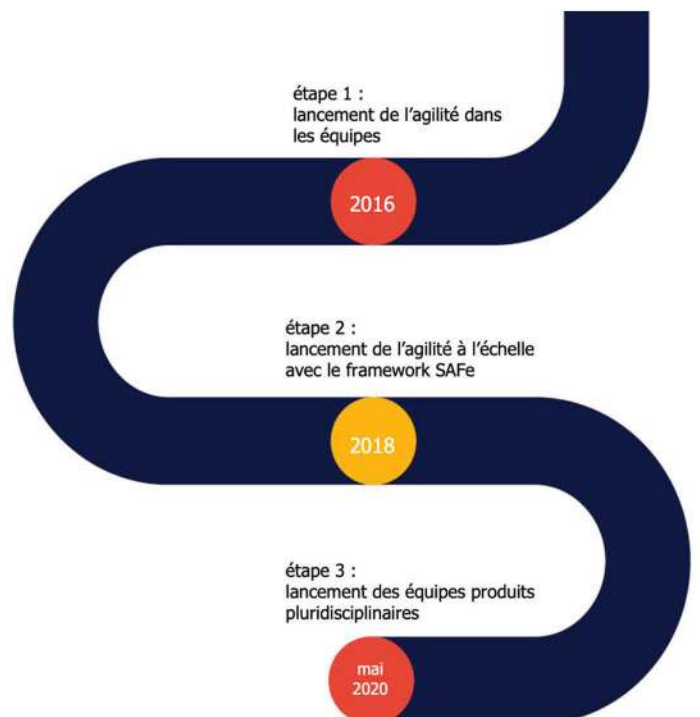 étape 1 :
lancement de l’agilité dans
les équipes
2016
étape 2 :
lancement de l’agilité à l’échelle
avec le framework SAFe
2018
étape 3 :
lancement des équipes produits
pluridisciplinaires
mai
2020